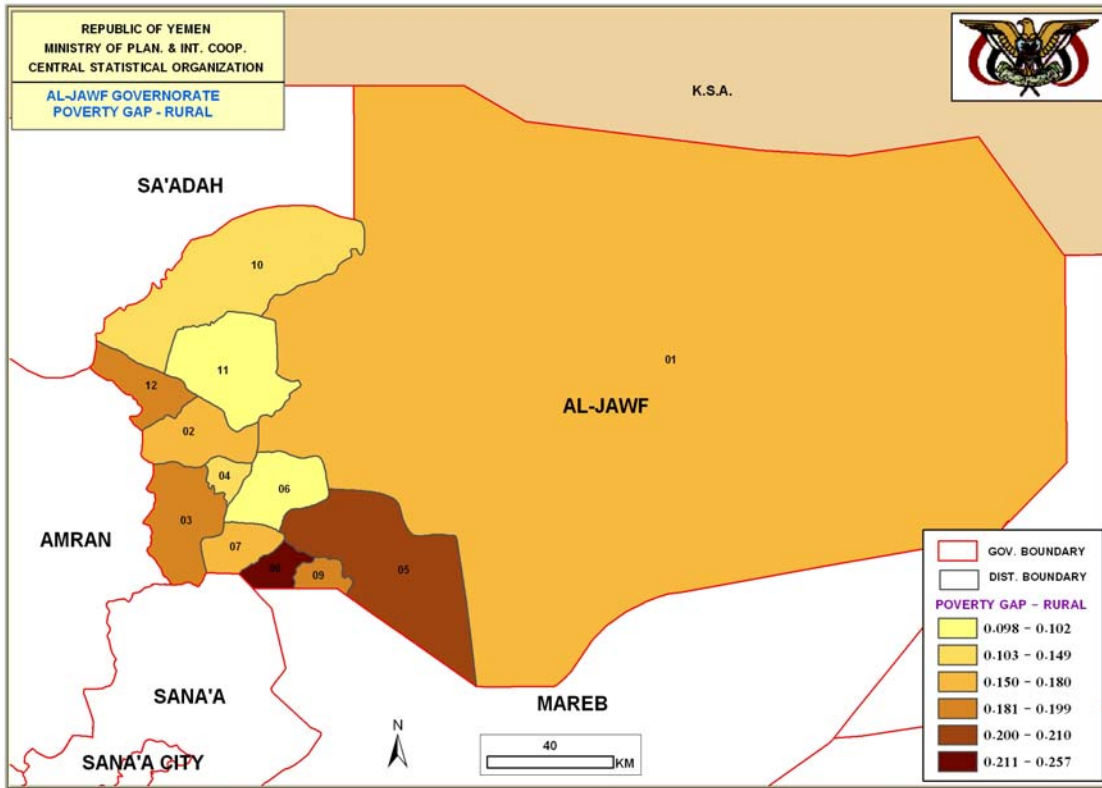 REPUBLIC OF YEMEN
MINISTRY OF PLAN. & INT. COOP.
CENTRAL STATISTICAL ORGANIZATION
AL-JAWF GOVERNORATE
POVERTY GAP - RURAL
K.S.A.
SA'ADAH
10
01
11
12
AL-JAWF
02
04
06
03
AMRAN
07
08
09
05
GOV. BOUNDARY
DIST. BOUNDARY
POVERTY GAP - RURAL
0.098 - 0.102
0.103 - 0.149
0.150 - 0.180
0.181 - 0.199
0.200 - 0.210
0.211 - 0.257
SANA'A
MAREB
N
40
KM
SANA'A CITY